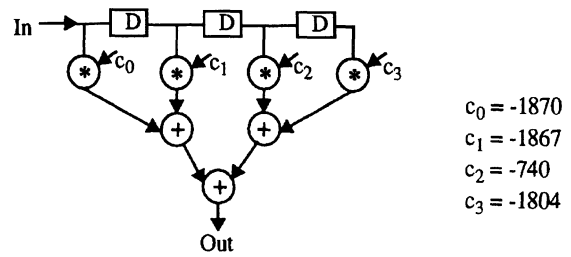 In D D D
* c₀ * c₁ * c₂ * c₃
+ +
+
Out
c₀ = -1870
c₁ = -1867
c₂ = -740
c₃ = -1804